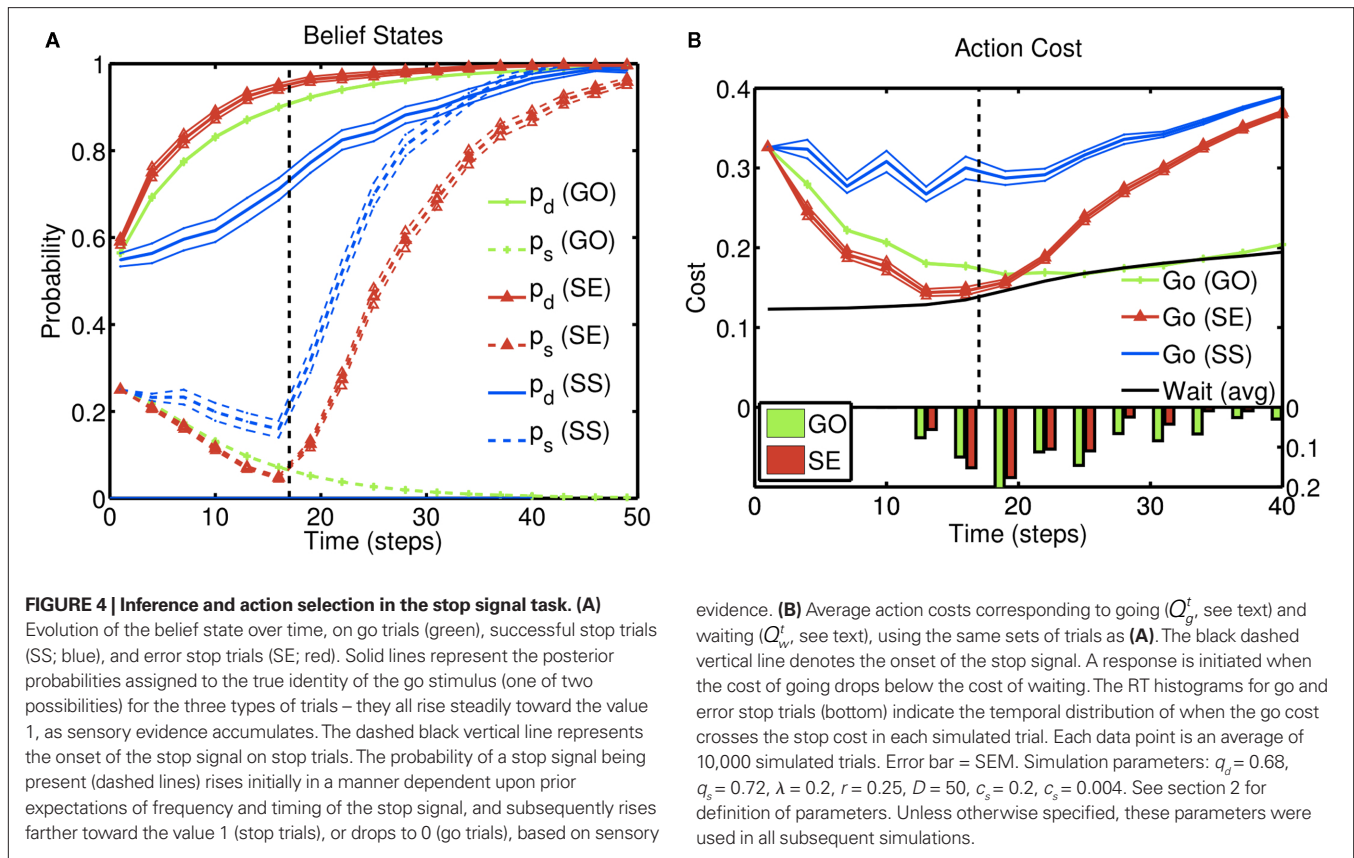 A
Belief States
1
0.8
0.6
0.4
0.2
0
Probability
p_d (GO)
p_s (GO)
p_d (SE)
p_s (SE)
p_d (SS)
p_s (SS)
0 10 20 30 40 50
Time (steps)
B
Action Cost
0.4
0.3
0.2
0.1
0
Cost
Go (GO)
Go (SE)
Go (SS)
Wait (avg)
GO
SE
0
0.1
0.2
0 10 20 30 40
Time (steps)
FIGURE 4 | Inference and action selection in the stop signal task. (A)
Evolution of the belief state over time, on go trials (green), successful stop trials
(SS; blue), and error stop trials (SE; red). Solid lines represent the posterior
probabilities assigned to the true identity of the go stimulus (one of two
possibilities) for the three types of trials – they all rise steadily toward the value
1, as sensory evidence accumulates. The dashed black vertical line represents
the onset of the stop signal on stop trials. The probability of a stop signal being
present (dashed lines) rises initially in a manner dependent upon prior
expectations of frequency and timing of the stop signal, and subsequently rises
farther toward the value 1 (stop trials), or drops to 0 (go trials), based on sensory
evidence. (B) Average action costs corresponding to going (Q_g^t, see text) and
waiting (Q_w^t, see text), using the same sets of trials as (A). The black dashed
vertical line denotes the onset of the stop signal. A response is initiated when
the cost of going drops below the cost of waiting. The RT histograms for go and
error stop trials (bottom) indicate the temporal distribution of when the go cost
crosses the stop cost in each simulated trial. Each data point is an average of
10,000 simulated trials. Error bar = SEM. Simulation parameters: q_d = 0.68,
q_s = 0.72, λ = 0.2, r = 0.25, D = 50, c_s = 0.2, c_s = 0.004. See section 2 for
definition of parameters. Unless otherwise specified, these parameters were
used in all subsequent simulations.